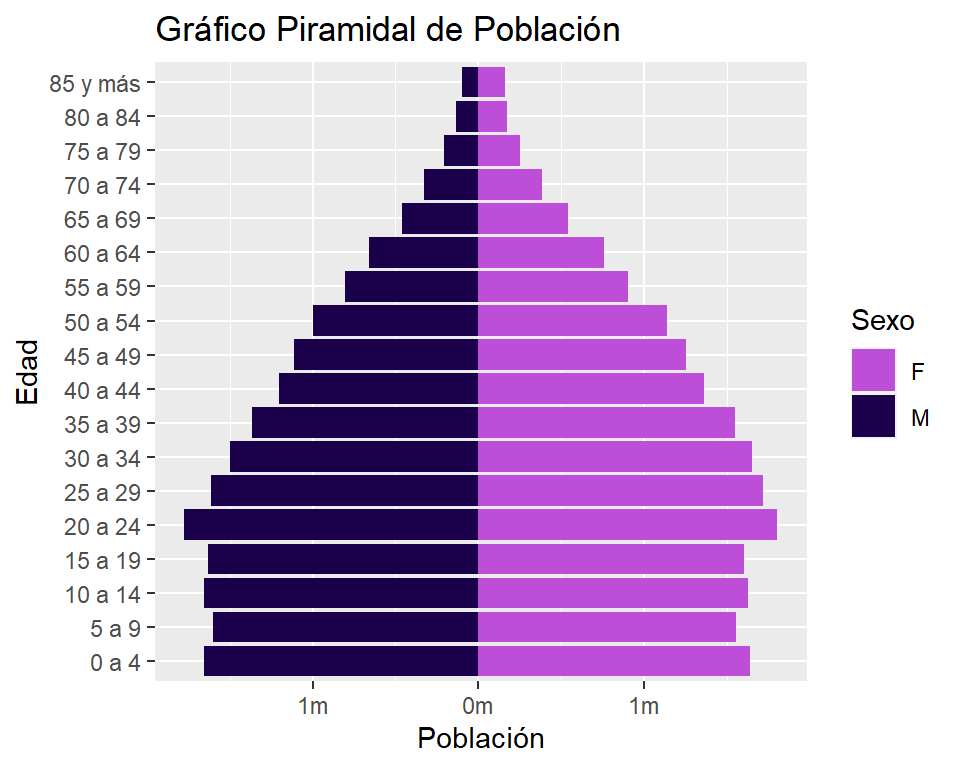 Gráfico Piramidal de Población
85 y más
80 a 84
75 a 79
70 a 74
65 a 69
60 a 64
55 a 59
50 a 54
45 a 49
40 a 44
35 a 39
30 a 34
25 a 29
20 a 24
15 a 19
10 a 14
5 a 9
0 a 4
Edad
1m 0m 1m
Población
Sexo
F
M